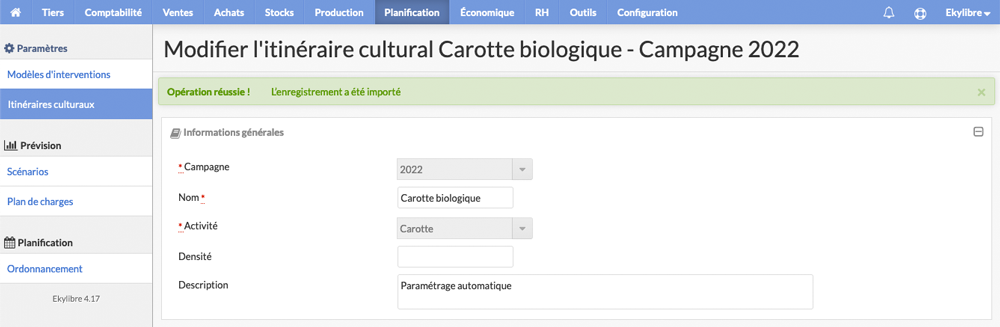 Tiers Comptabilité Ventes Achats Stocks Production Planification Économique RH Outils Configuration Ekylibre
Paramètres
Modèles d'interventions
Itinéraires culturaux
Prévision
Scénarios
Plan de charges
Planification
Ordonnancement
Ekylibre 4.17
Modifier l'itinéraire cultural Carotte biologique - Campagne 2022
Opération réussie ! L'enregistrement a été importé ×
Informations générales
* Campagne 2022
Nom * Carotte biologique
* Activité Carotte
Densité
Description Paramétrage automatique